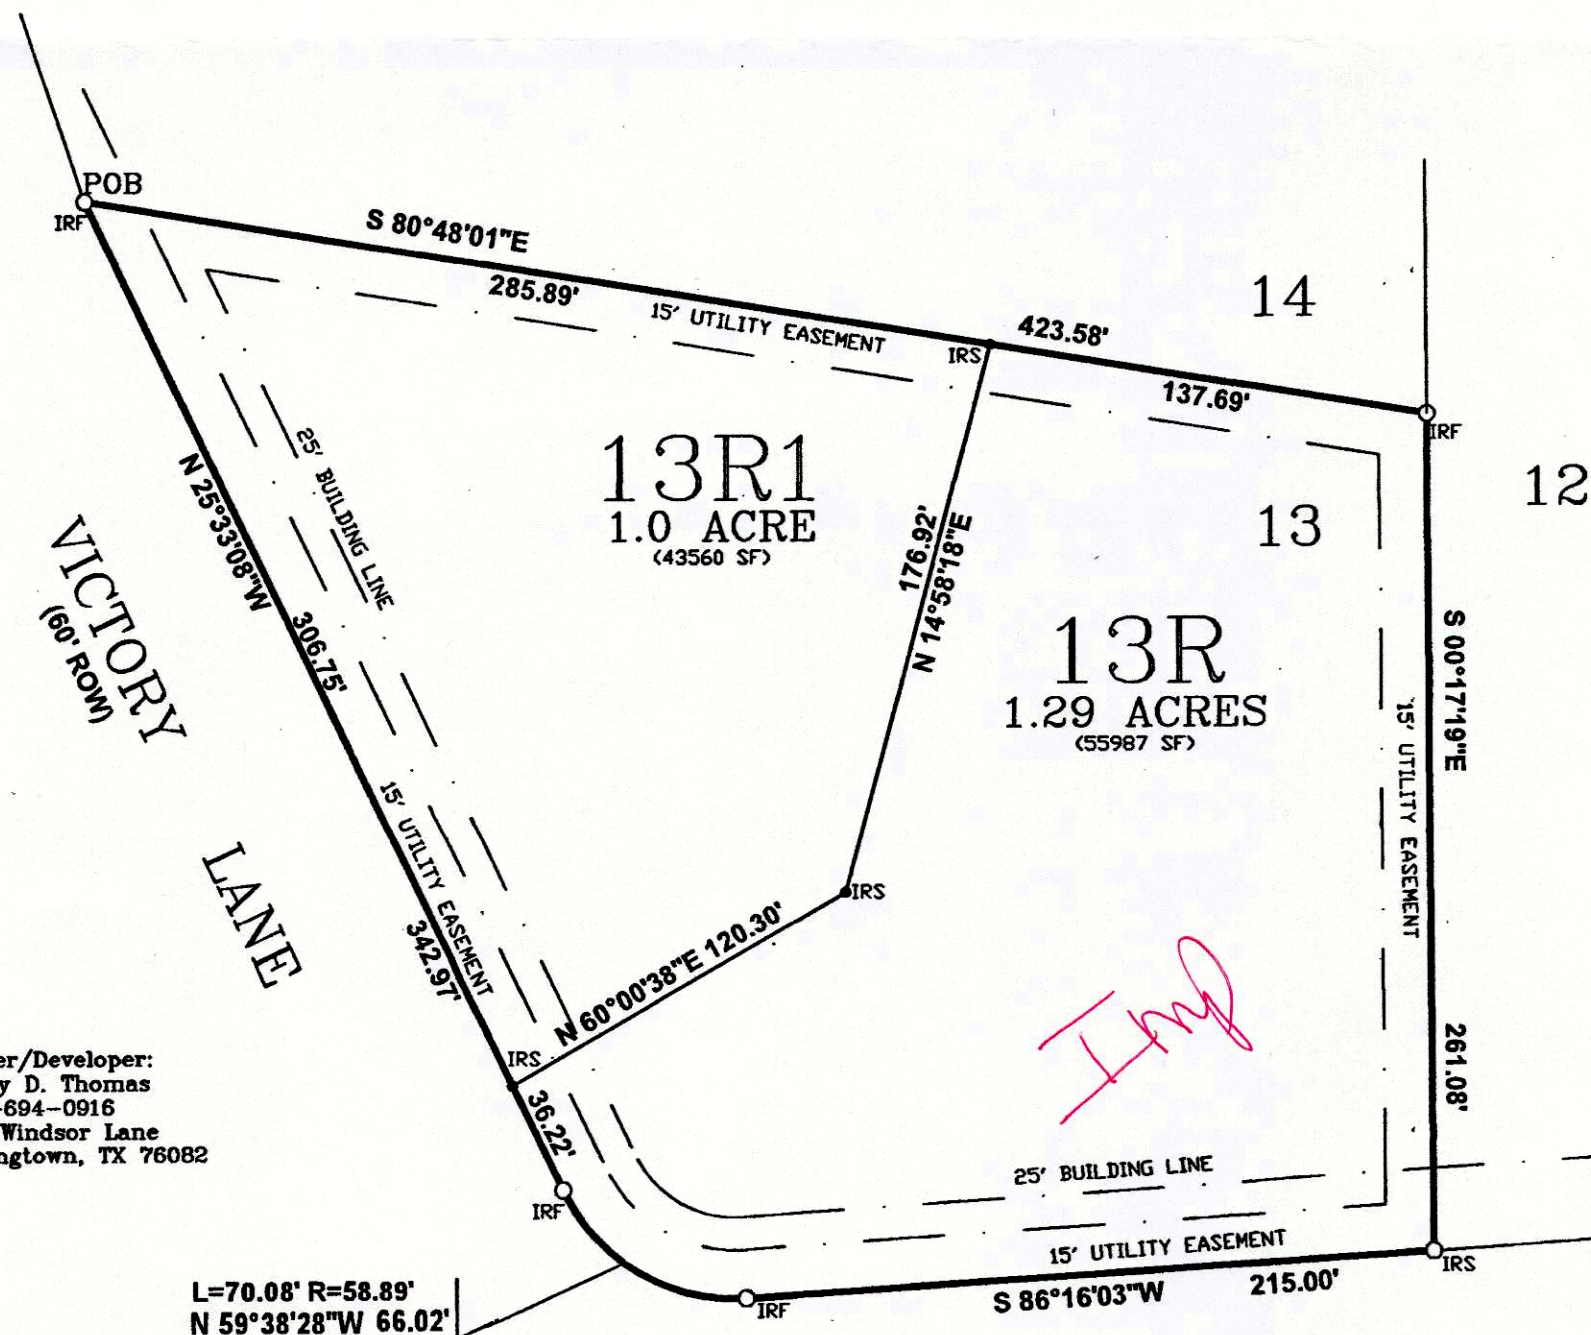 POB
IRF
S 80°48'01"E
285.89'
15' UTILITY EASEMENT
IRS
423.58'
14
137.69'
IRF
12
13R1
1.0 ACRE
(43560 SF)
13
176.92'
N 14°58'18"E
13R
1.29 ACRES
(55987 SF)
S 00°17'19"E
15' UTILITY EASEMENT
261.08'
25' BUILDING LINE
N 25°33'08"W
306.75'
VICTORY
(60' ROW)
LANE
15' UTILITY EASEMENT
342.97'
IRS
N 60°00'38"E 120.30'
IRS
Imp
er/Developer:
y D. Thomas
-694-0916
Windsor Lane
ngtown, TX 76082
36.22'
IRF
25' BUILDING LINE
15' UTILITY EASEMENT
IRS
S 86°16'03"W 215.00'
IRF
L=70.08' R=58.89'
N 59°38'28"W 66.02'